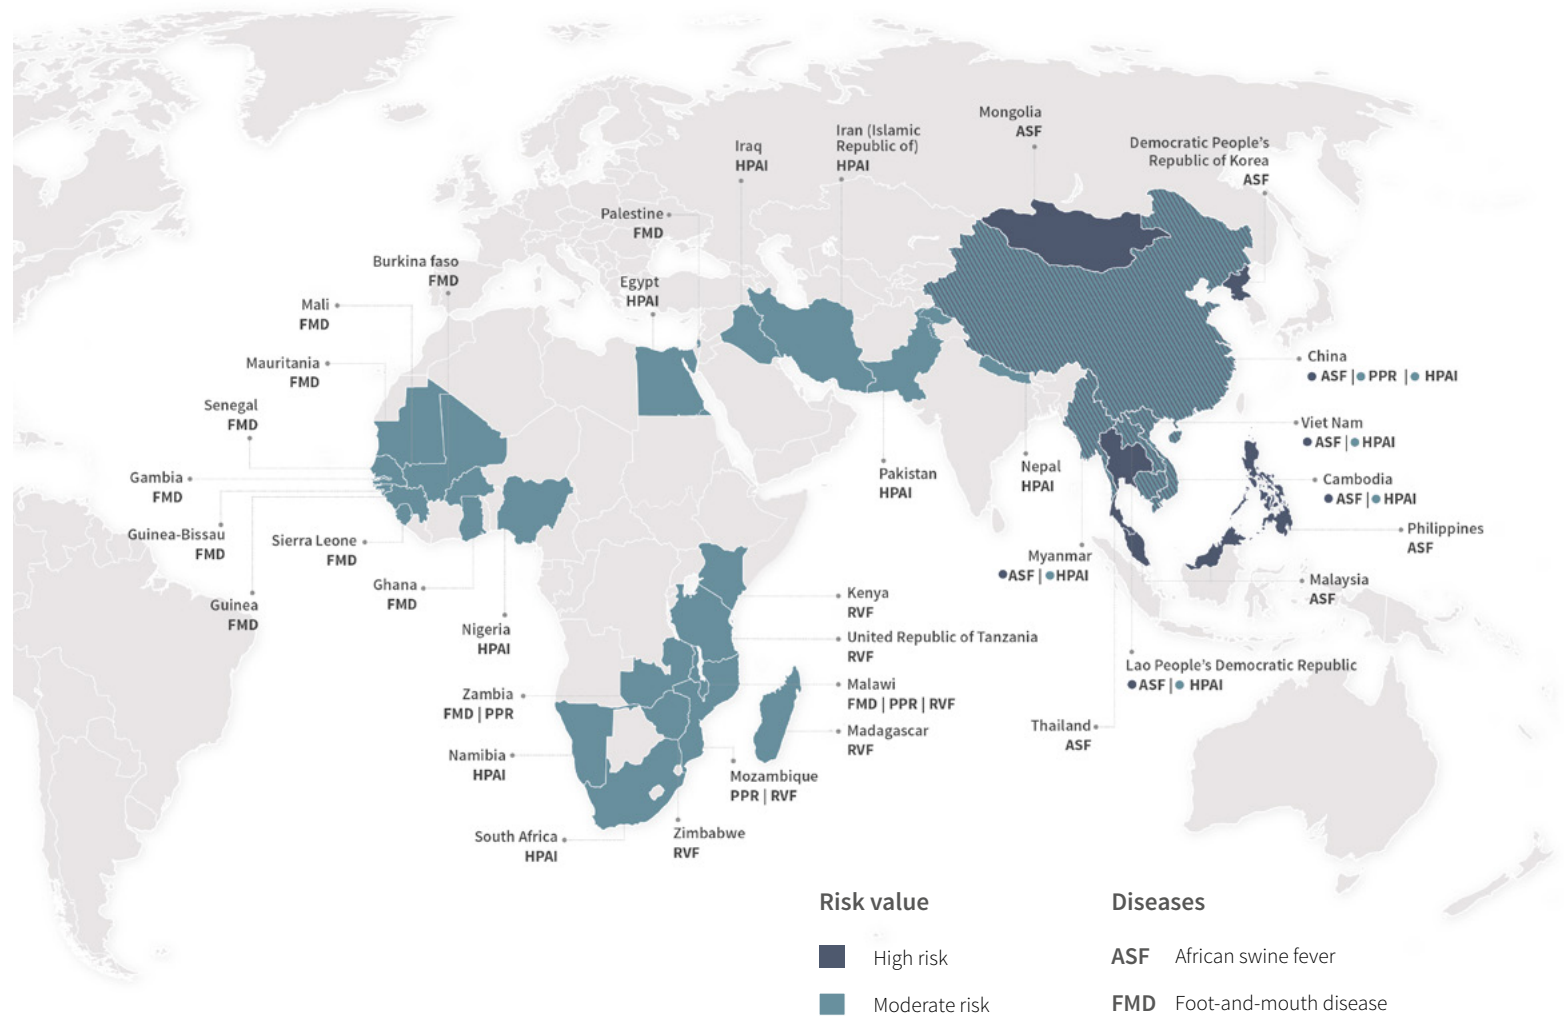 Mongolia
ASF
Iran (Islamic
Republic of)
HPAI
Iraq
HPAI
Democratic People's
Republic of Korea
ASF
Palestine
FMD
Burkina faso
FMD
Egypt
HPAI
Mali
FMD
Mauritania
FMD
Senegal
FMD
Gambia
FMD
Guinea-Bissau
FMD
Sierra Leone
FMD
Ghana
FMD
Guinea
FMD
Nigeria
HPAI
Zambia
FMD | PPR
Namibia
HPAI
South Africa
HPAI
Zimbabwe
RVF
Mozambique
PPR | RVF
Kenya
RVF
United Republic of Tanzania
RVF
Malawi
FMD | PPR | RVF
Madagascar
RVF
Pakistan
HPAI
Nepal
HPAI
Myanmar
ASF | HPAI
China
ASF | PPR | HPAI
Viet Nam
ASF | HPAI
Cambodia
ASF | HPAI
Philippines
ASF
Malaysia
ASF
Lao People's Democratic Republic
ASF | HPAI
Thailand
ASF
Risk value
High risk
Moderate risk
Diseases
ASF African swine fever
FMD Foot-and-mouth disease